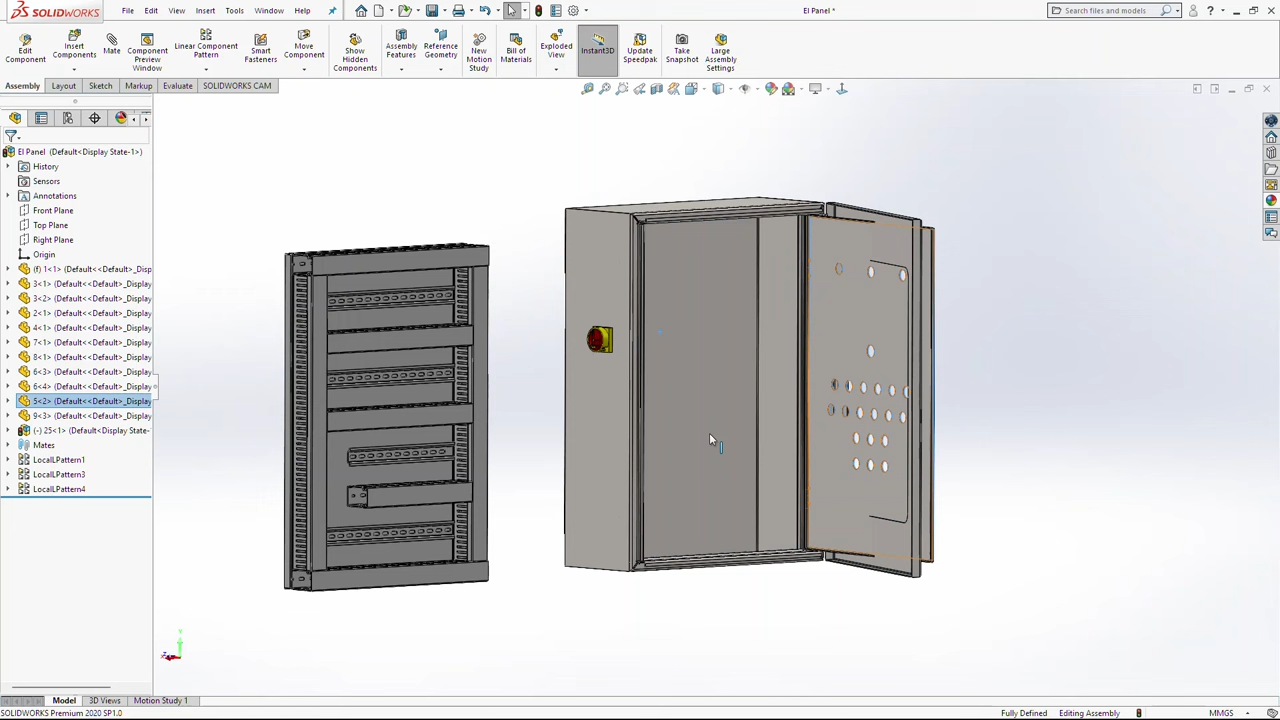 SOLIDWORKS
File
Edit
View
Insert
Tools
Window
Help
El Panel *
Search files and models
Edit Component
Insert Components
Mate
Component Preview Window
Linear Component Pattern
Smart Fasteners
Move Component
Show Hidden Components
Assembly Features
Reference Geometry
New Motion Study
Bill of Materials
Exploded View
Instant3D
Update Speedpak
Take Snapshot
Large Assembly Settings
Assembly
Layout
Sketch
Markup
Evaluate
SOLIDWORKS CAM
El Panel (Default<Display State-1>)
History
Sensors
Annotations
Front Plane
Top Plane
Right Plane
Origin
(f) 1<1> (Default<<Default>_Disp
3<1> (Default<<Default>_Display
3<2> (Default<<Default>_Display
2<1> (Default<<Default>_Display
4<1> (Default<<Default>_Display
7<1> (Default<<Default>_Display
8<1> (Default<<Default>_Display
6<3> (Default<<Default>_Display
6<4> (Default<<Default>_Display
5<2> (Default<<Default>_Display
9<3> (Default<<Default>_Display
(-) 25<1> (Default<Display State-
Mates
LocalLPattern1
LocalLPattern3
LocalLPattern4
Model
3D Views
Motion Study 1
SOLIDWORKS Premium 2020 SP1.0
Fully Defined
Editing Assembly
MMGS